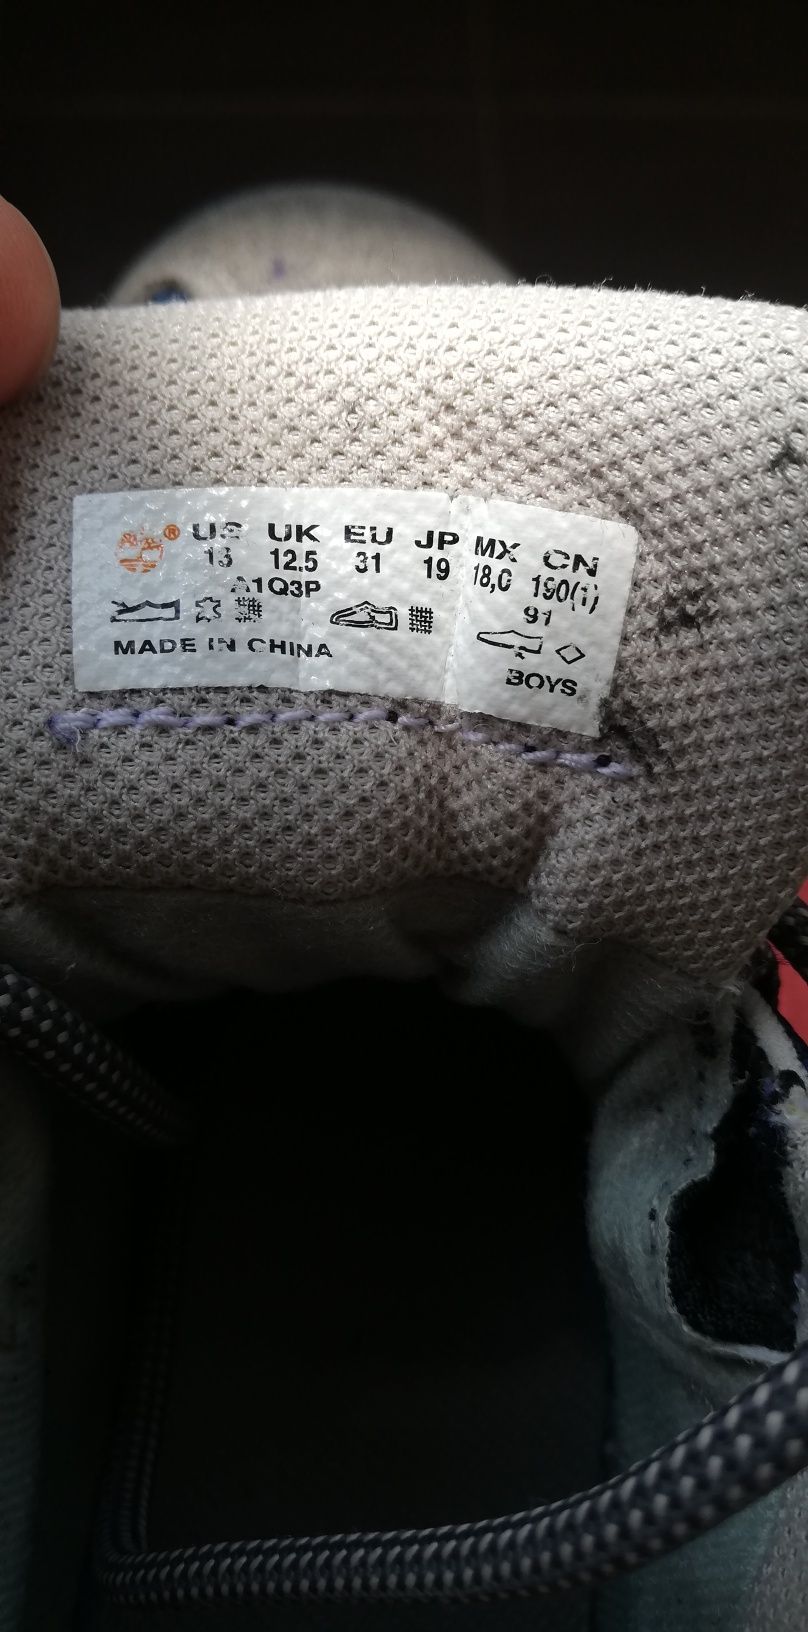 ® US UK EU JP MX CN
13 12.5 31 19 18,0 190(1)
A1Q3P 91
MADE IN CHINA BOYS